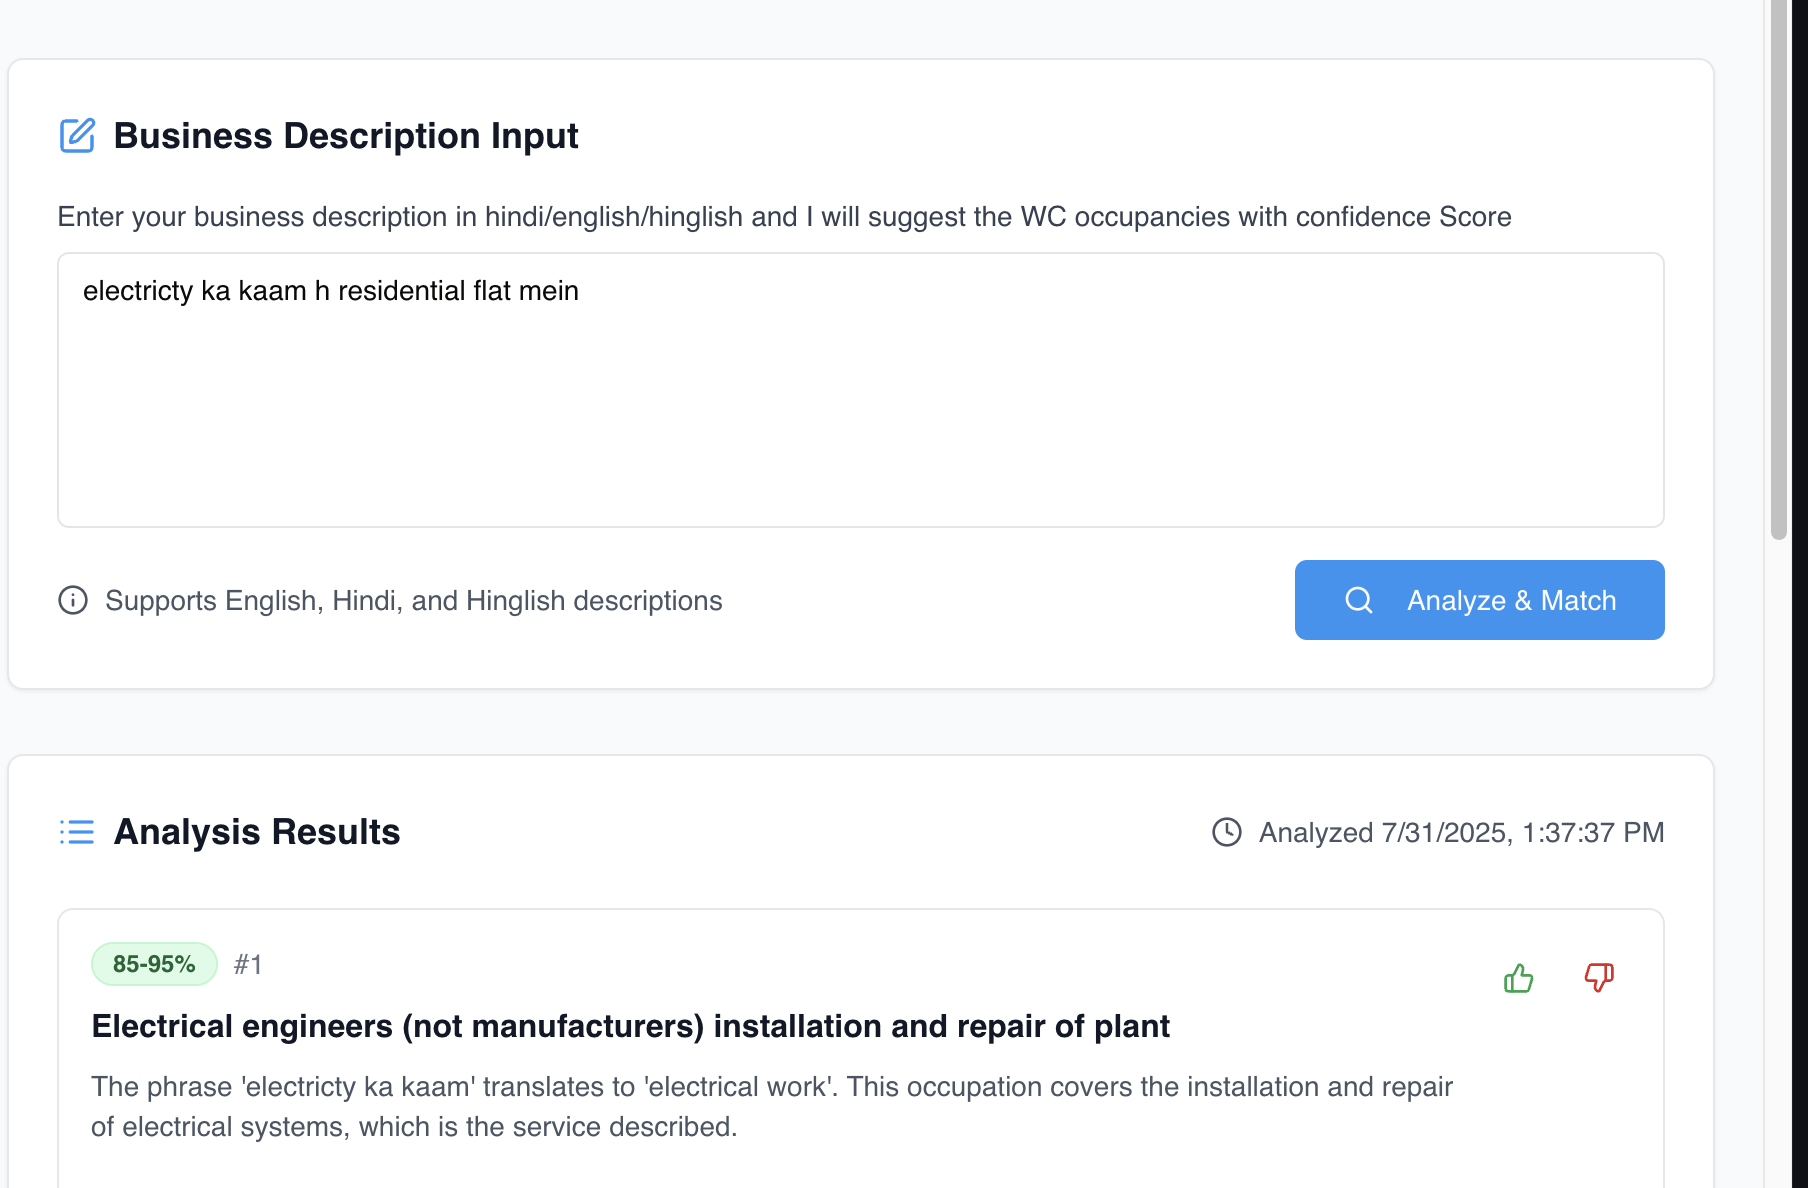 Business Description Input
Enter your business description in hindi/english/hinglish and I will suggest the WC occupancies with confidence Score
electricty ka kaam h residential flat mein
Supports English, Hindi, and Hinglish descriptions
Analyze & Match
Analysis Results
Analyzed 7/31/2025, 1:37:37 PM
85-95% #1
Electrical engineers (not manufacturers) installation and repair of plant
The phrase 'electricty ka kaam' translates to 'electrical work'. This occupation covers the installation and repair
of electrical systems, which is the service described.